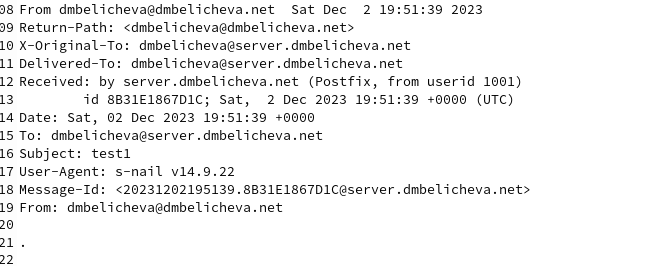 08 From dmbelicheva@dmbelicheva.net  Sat Dec  2 19:51:39 2023
09 Return-Path: <dmbelicheva@dmbelicheva.net>
10 X-Original-To: dmbelicheva@server.dmbelicheva.net
11 Delivered-To: dmbelicheva@server.dmbelicheva.net
12 Received: by server.dmbelicheva.net (Postfix, from userid 1001)
13         id 8B31E1867D1C; Sat,  2 Dec 2023 19:51:39 +0000 (UTC)
14 Date: Sat, 02 Dec 2023 19:51:39 +0000
15 To: dmbelicheva@server.dmbelicheva.net
16 Subject: test1
17 User-Agent: s-nail v14.9.22
18 Message-Id: <20231202195139.8B31E1867D1C@server.dmbelicheva.net>
19 From: dmbelicheva@dmbelicheva.net
20
21 .
22